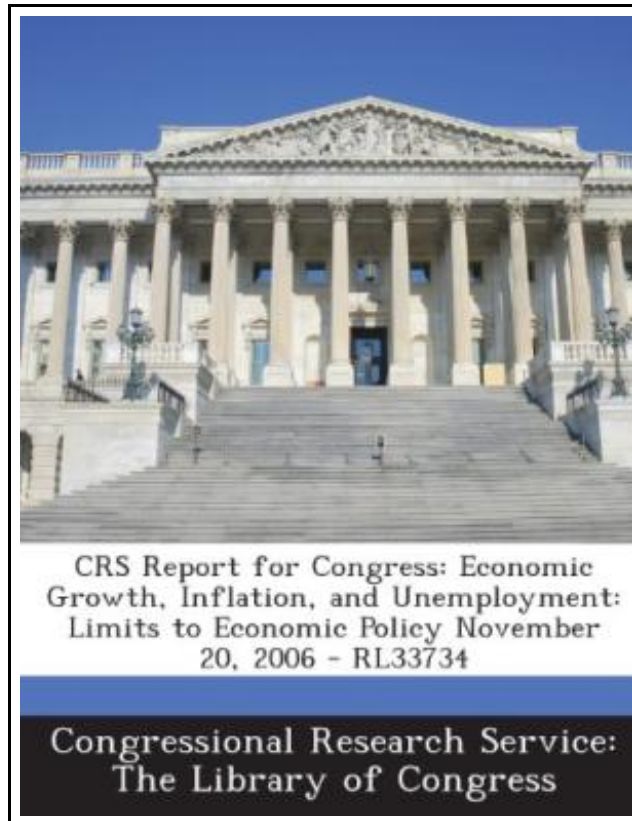 CRS Report for Congress: Economic
Growth, Inflation, and Unemployment:
Limits to Economic Policy November
20, 2006 - RL33734
Congressional Research Service:
The Library of Congress